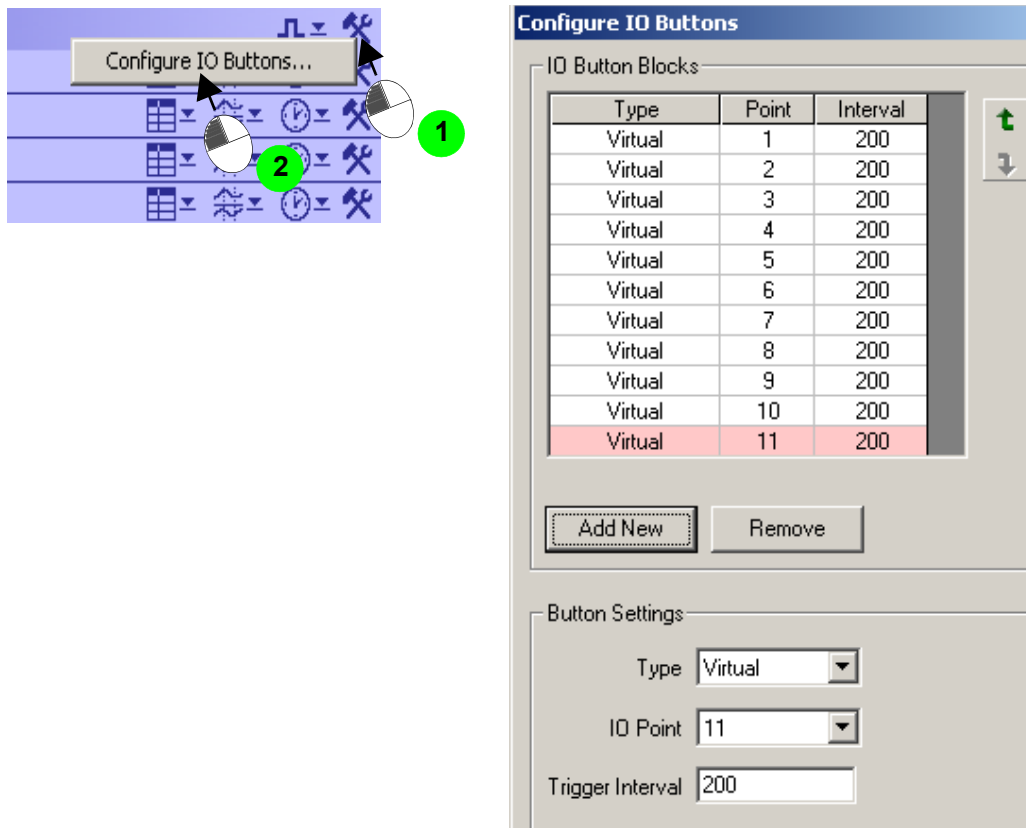 Configure IO Buttons...
1
2
Configure IO Buttons
IO Button Blocks
Type Point Interval
Virtual 1 200
Virtual 2 200
Virtual 3 200
Virtual 4 200
Virtual 5 200
Virtual 6 200
Virtual 7 200
Virtual 8 200
Virtual 9 200
Virtual 10 200
Virtual 11 200
Add New Remove
Button Settings
Type Virtual
IO Point 11
Trigger Interval 200